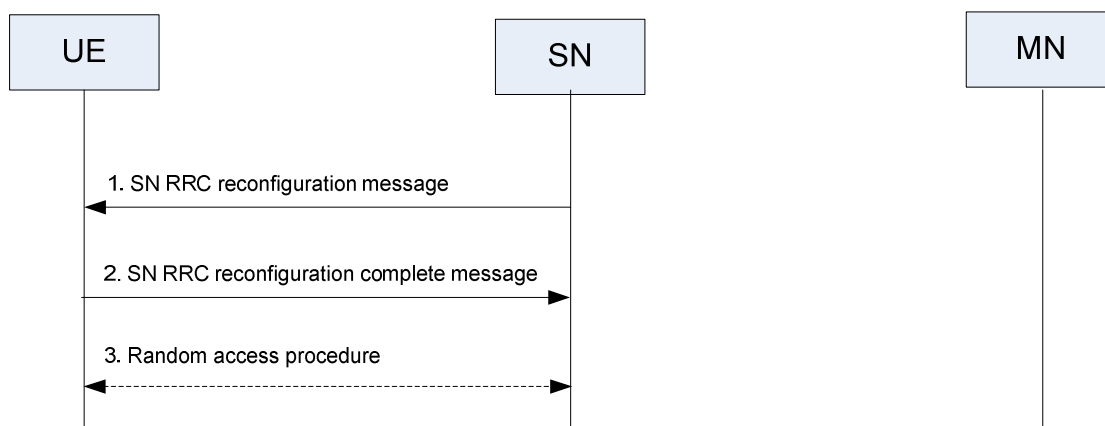 UE
SN
MN
1. SN RRC reconfiguration message
2. SN RRC reconfiguration complete message
3. Random access procedure